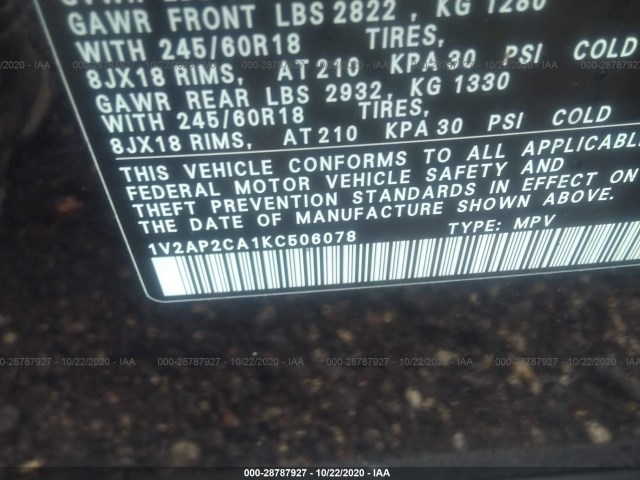 GAWR FRONT LBS 2822 , KG 1280
WITH 245/60R18 TIRES,
8JX18 RIMS, AT 210 KPA 30 PSI COLD
GAWR REAR LBS 2932, KG 1330
WITH 245/60R18 TIRES,
8JX18 RIMS, AT 210 KPA 30 PSI COLD
THIS VEHICLE CONFORMS TO ALL APPLICABLE
FEDERAL MOTOR VEHICLE SAFETY AND
THEFT PREVENTION STANDARDS IN EFFECT ON
THE DATE OF MANUFACTURE SHOWN ABOVE.
1V2AP2CA1KC506078 TYPE: MPV
000-28787927 • 10/22/2020 - IAA